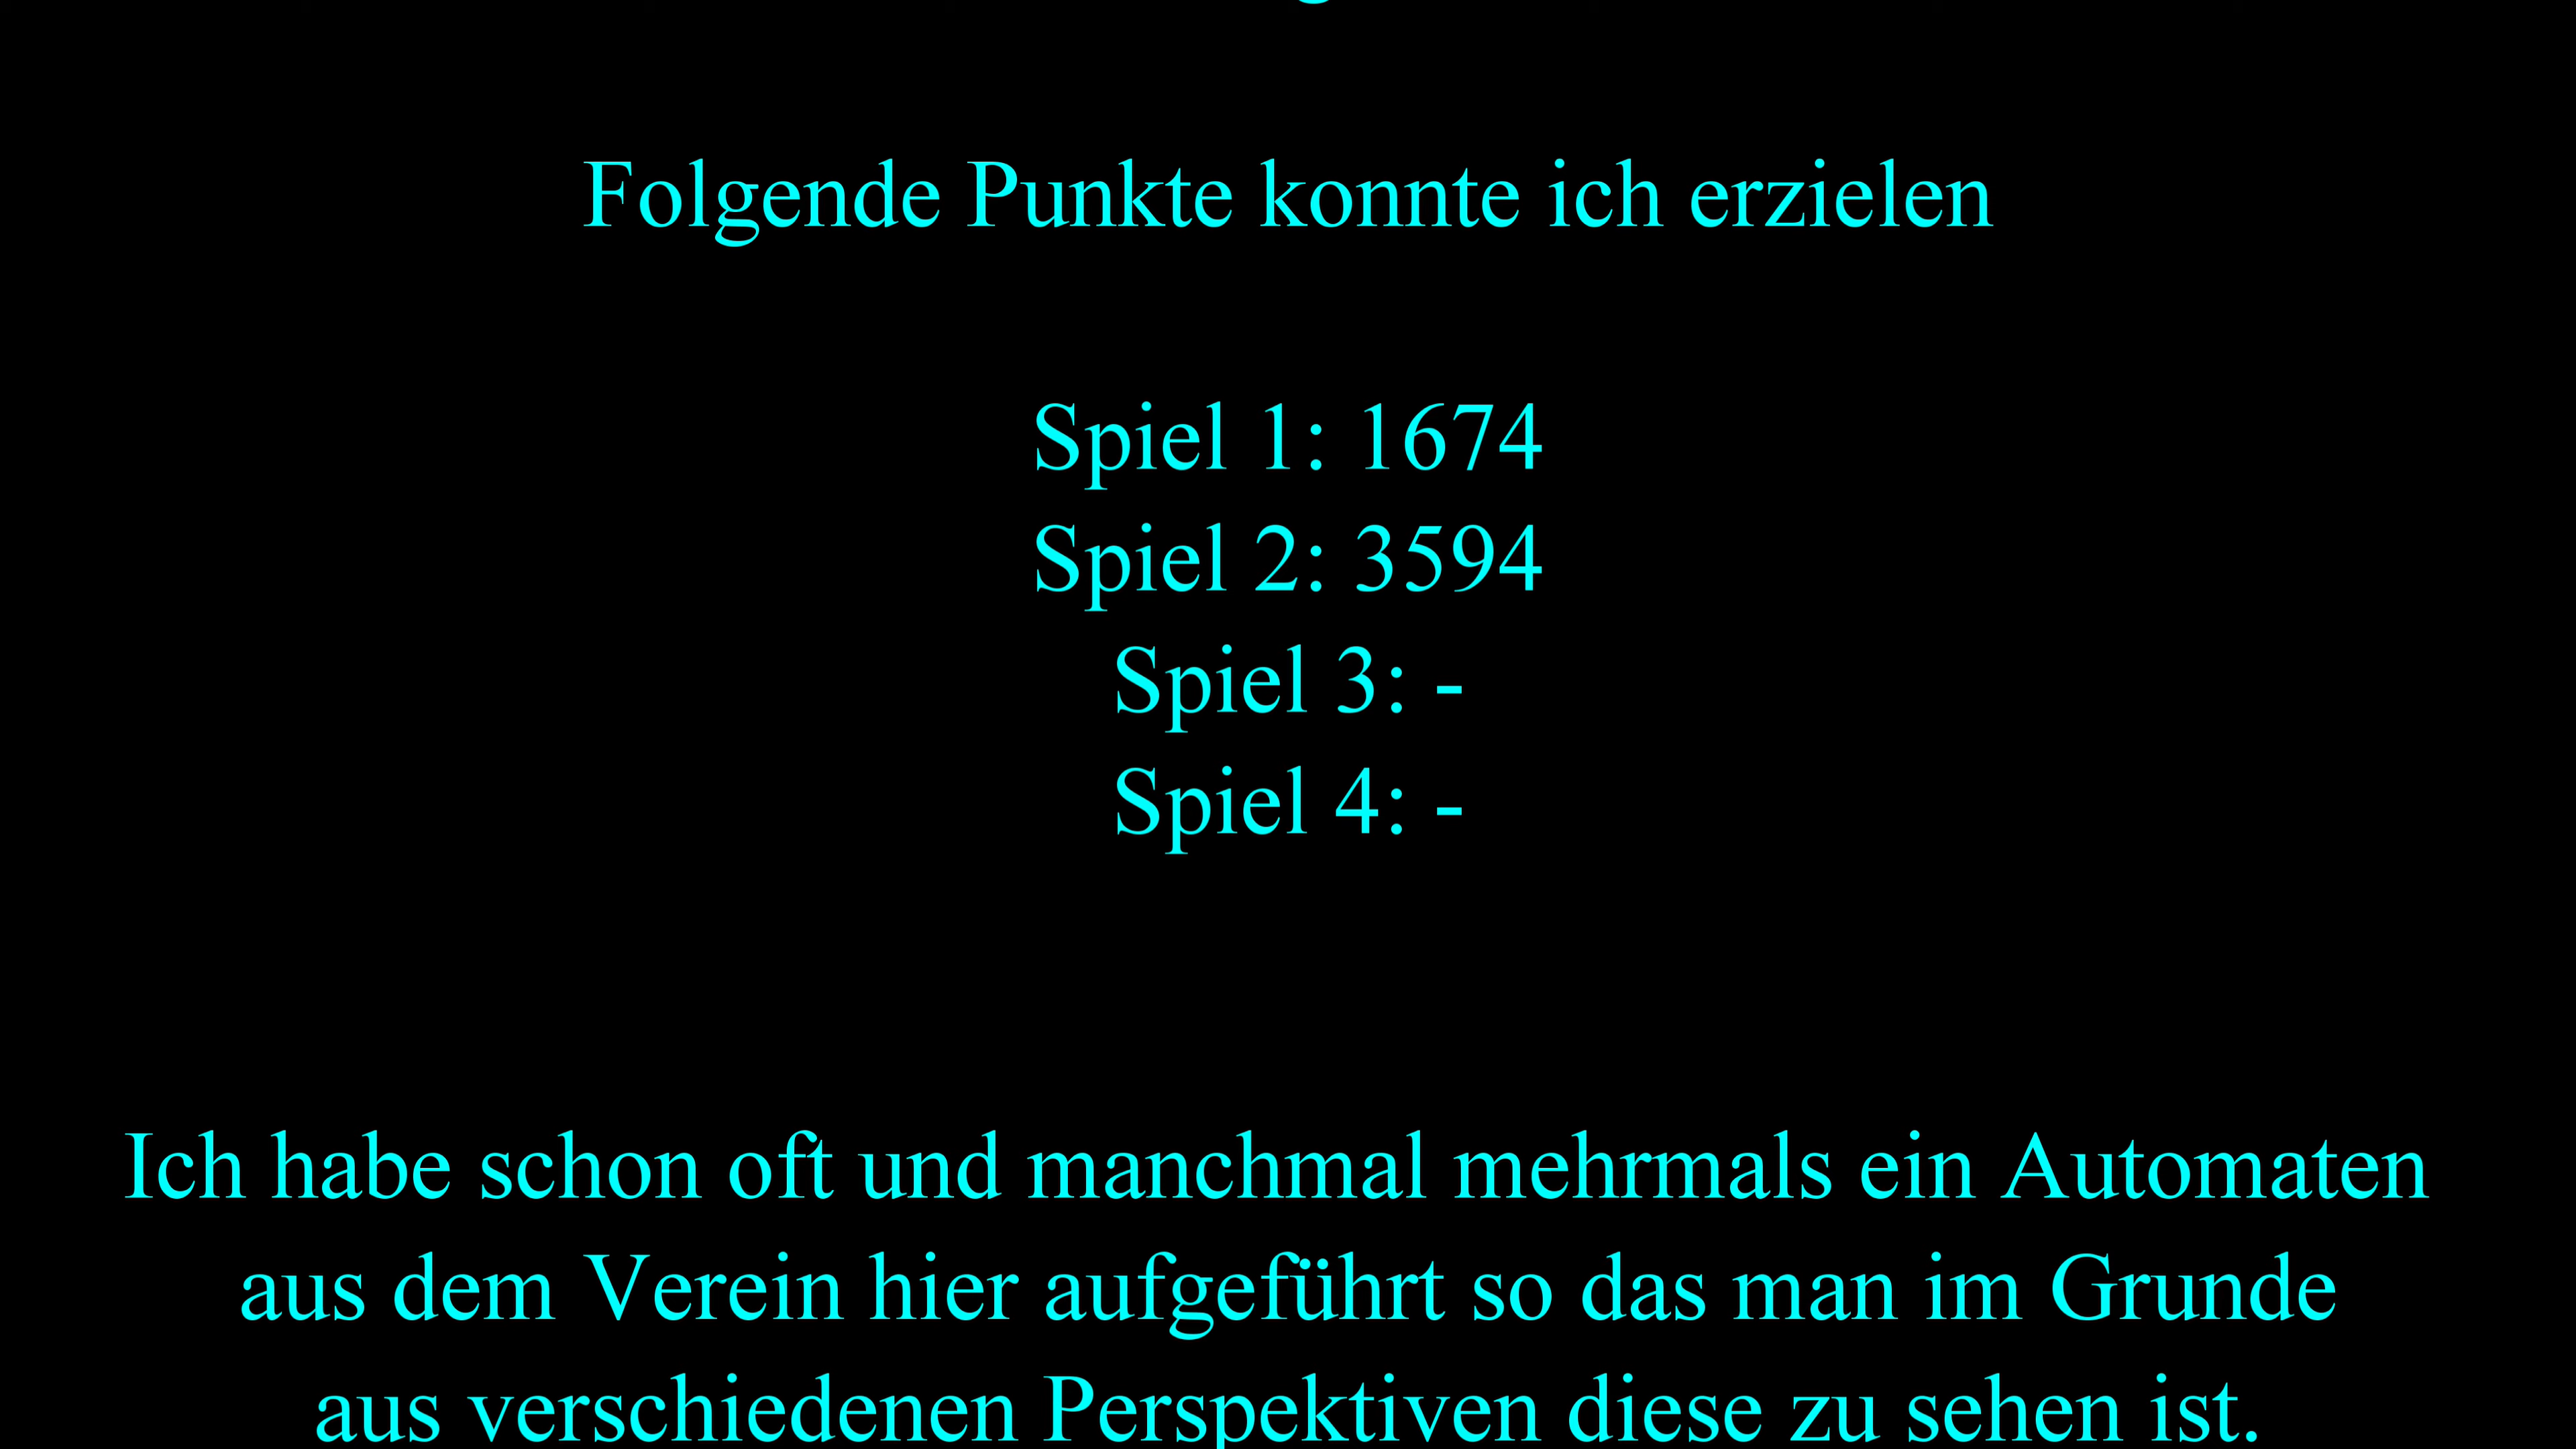 Folgende Punkte konnte ich erzielen
Spiel 1: 1674
Spiel 2: 3594
Spiel 3: -
Spiel 4: -
Ich habe schon oft und manchmal mehrmals ein Automaten
aus dem Verein hier aufgeführt so das man im Grunde
aus verschiedenen Perspektiven diese zu sehen ist.